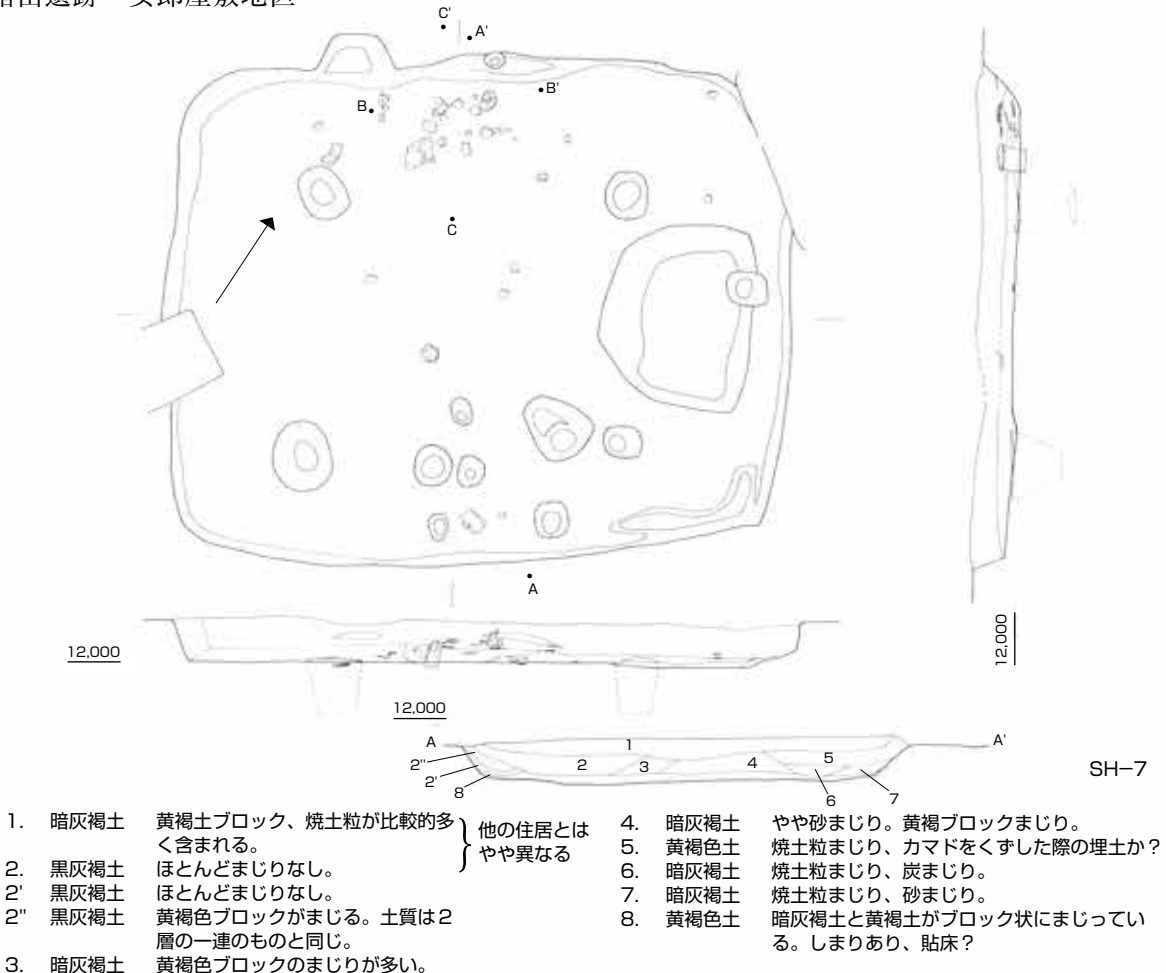 C'
A'
B
B'
C
A
12,000
12,000
12,000
A
A'
1
2"
2
3
4
5
2'
8
6
7
SH-7
1. 暗灰褐土 黄褐土ブロック、焼土粒が比較的多
く含まれる。
2. 黒灰褐土 ほとんどまじりなし。
他の住居とは
やや異なる
2' 黒灰褐土 ほとんどまじりなし。
2" 黒灰褐土 黄褐色ブロックがまじる。土質は2
層の一連のものと同じ。
3. 暗灰褐土 黄褐色ブロックのまじりが多い。
4. 暗灰褐土 やや砂まじり。黄褐ブロックまじり。
5. 黄褐色土 焼土粒まじり、カマドをくずした際の埋土か?
6. 暗灰褐土 焼土粒まじり、炭まじり。
7. 暗灰褐土 焼土粒まじり、砂まじり。
8. 黄褐色土 暗灰褐土と黄褐土がブロック状にまじってい
る。しまりあり、貼床?